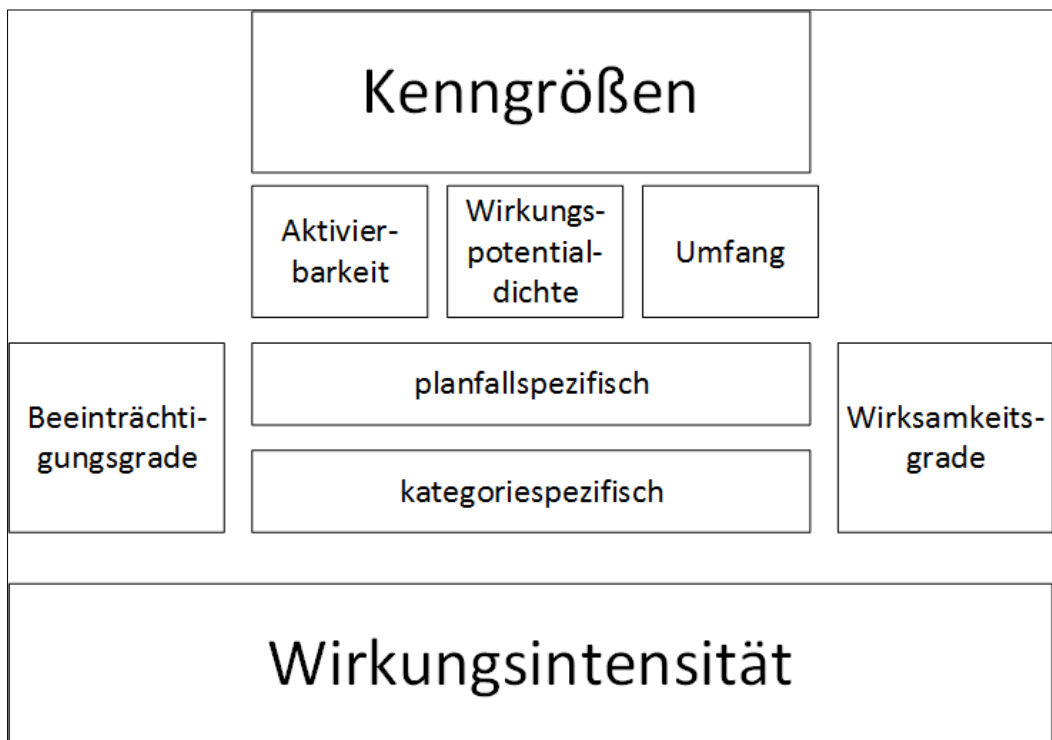 Kenngrößen
Aktivier-
barkeit
Wirkungs-
potential-
dichte
Umfang
Beeinträchti-
gungsgrade
planfallspezifisch
kategoriespezifisch
Wirksamkeits-
grade
Wirkungsintensität